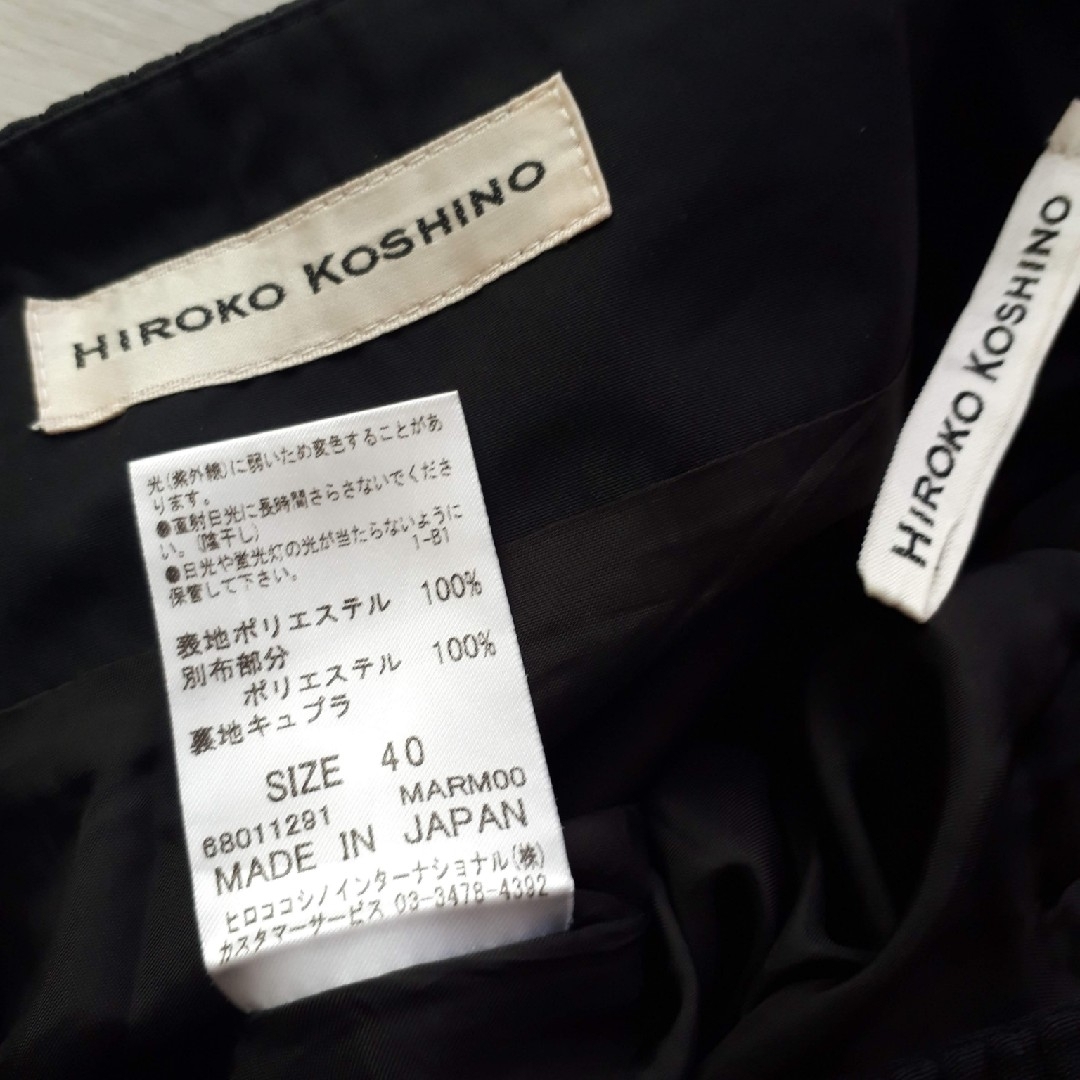 HIROKO KOSHINO
HIROKO KOSHINO
光(紫外線)に弱いため変色することがあ
ります。
●直射日光に長時間さらさないでくださ
い。(陰干し)
●日光や蛍光灯の光が当たらないように
保管して下さい。 1-B1
表地ポリエステル 100%
別布部分
ポリエステル 100%
裏地キュプラ
SIZE 40
68011291 MARM00
MADE IN JAPAN
ヒロココシノインターナショナル(株)
カスタマーサービス 03-3478-4392